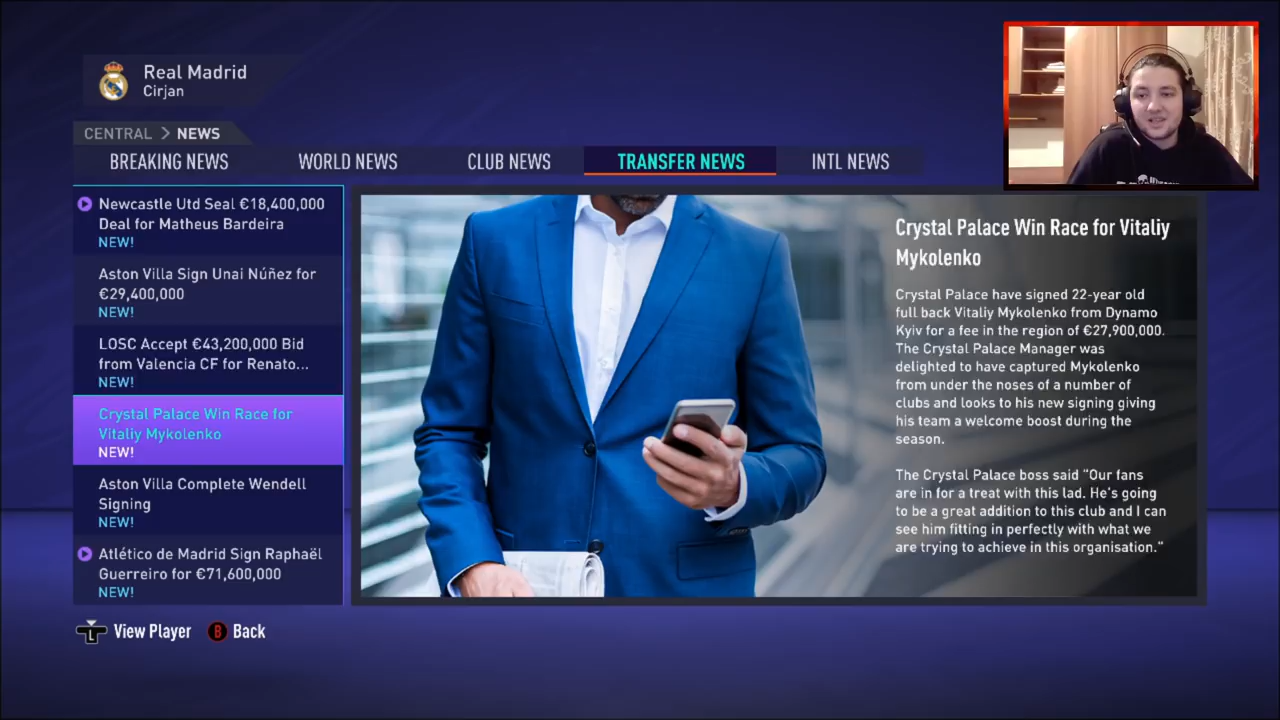 Real Madrid
Cirjan
CENTRAL > NEWS
BREAKING NEWS
WORLD NEWS
CLUB NEWS
TRANSFER NEWS
INTL NEWS
Newcastle Utd Seal €18,400,000
Deal for Matheus Bardeira
NEW!
Aston Villa Sign Unai Núñez for
€29,400,000
NEW!
LOSC Accept €43,200,000 Bid
from Valencia CF for Renato...
NEW!
Crystal Palace Win Race for
Vitaliy Mykolenko
NEW!
Aston Villa Complete Wendell
Signing
NEW!
Atlético de Madrid Sign Raphaël
Guerreiro for €71,600,000
NEW!
Crystal Palace Win Race for Vitaliy
Mykolenko
Crystal Palace have signed 22-year old
full back Vitaliy Mykolenko from Dynamo
Kyiv for a fee in the region of €27,900,000.
The Crystal Palace Manager was
delighted to have captured Mykolenko
from under the noses of a number of
clubs and looks to his new signing giving
his team a welcome boost during the
season.
The Crystal Palace boss said "Our fans
are in for a treat with this lad. He's going
to be a great addition to this club and I can
see him fitting in perfectly with what we
are trying to achieve in this organisation."
L View Player
B Back